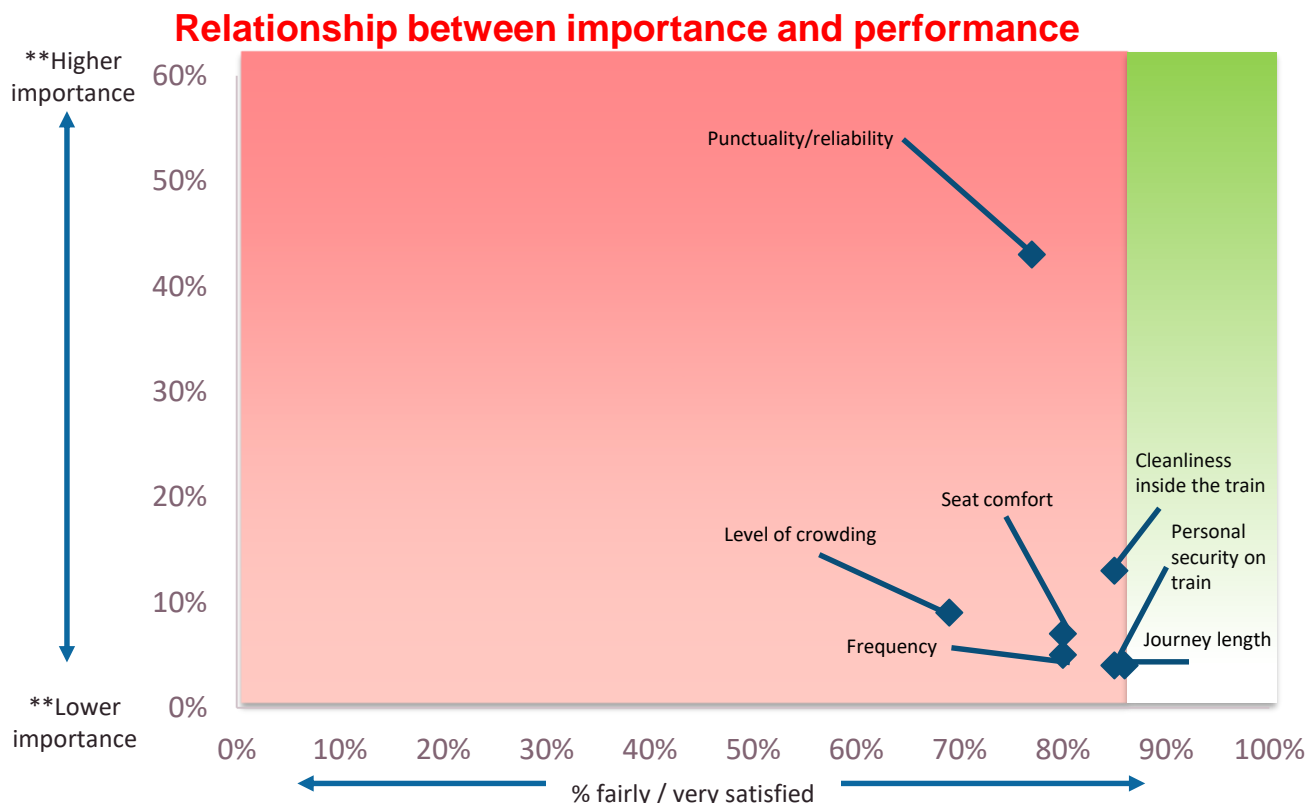 Relationship between importance and performance
**Higher
importance
60%
Punctuality/reliability
50%
40%
30%
Cleanliness
inside the train
20%
Seat comfort
Level of crowding
Personal
security on
train
10%
Frequency
Journey length
0%
**Lower
importance
0% 10% 20% 30% 40% 50% 60% 70% 80% 90% 100%
% fairly / very satisfied